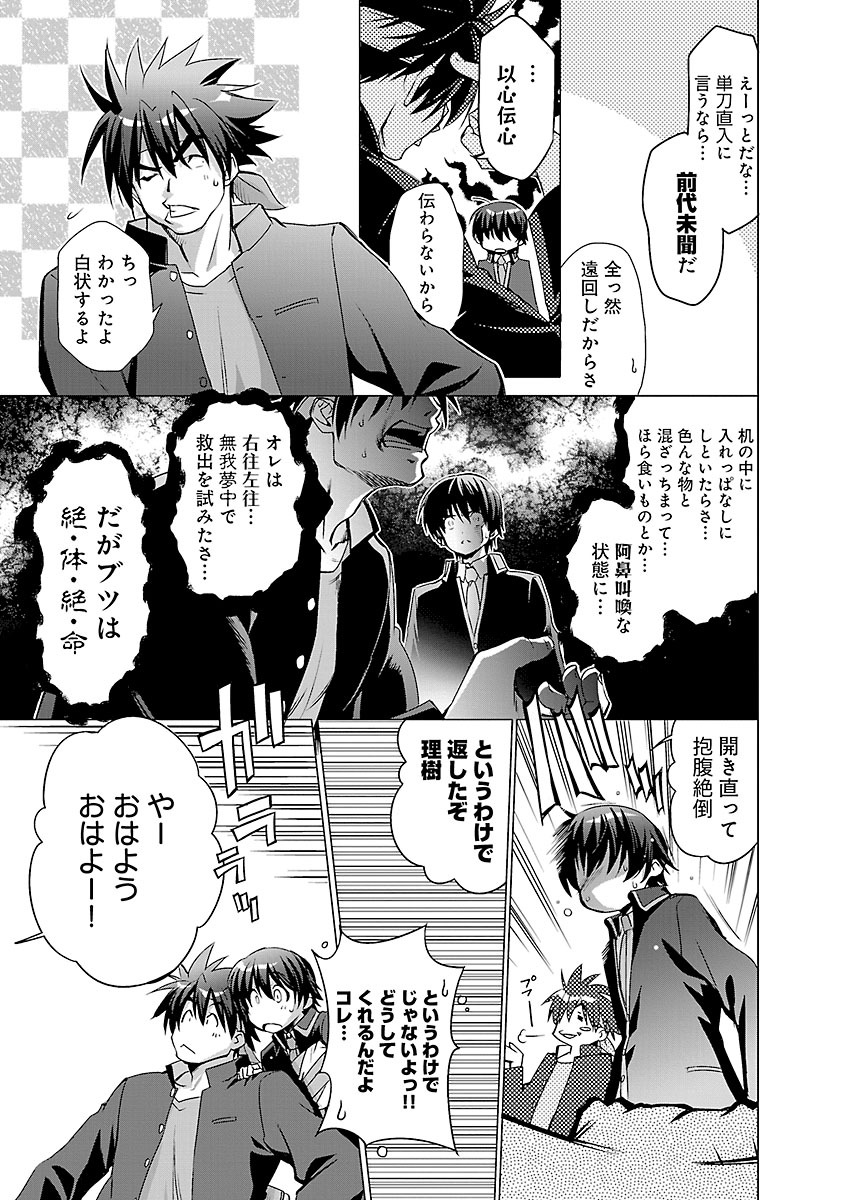 えーっとだな…
単刀直入に
言うなら…
前代未聞だ
全っ然
遠回しだからさ
…
以・心・伝・心
伝わらないから
ちっ
わかったよ
白状するよ
机の中に
入れっぱなしに
しといたらさ…
色んな物と
混ざっちまって…
ほら食いものとか…
阿鼻叫喚な
状態に…
オレは
右往左往…
無我夢中で
救出を試みたさ…
だがブツは
絶・体・絶・命
開き直って
抱腹絶倒
プー
というわけで
返したぞ
理樹
というわけで
じゃないよっ!!
どうして
くれるんだよ
コレ…
ガラララッ
やー
おはよう
おはよー!